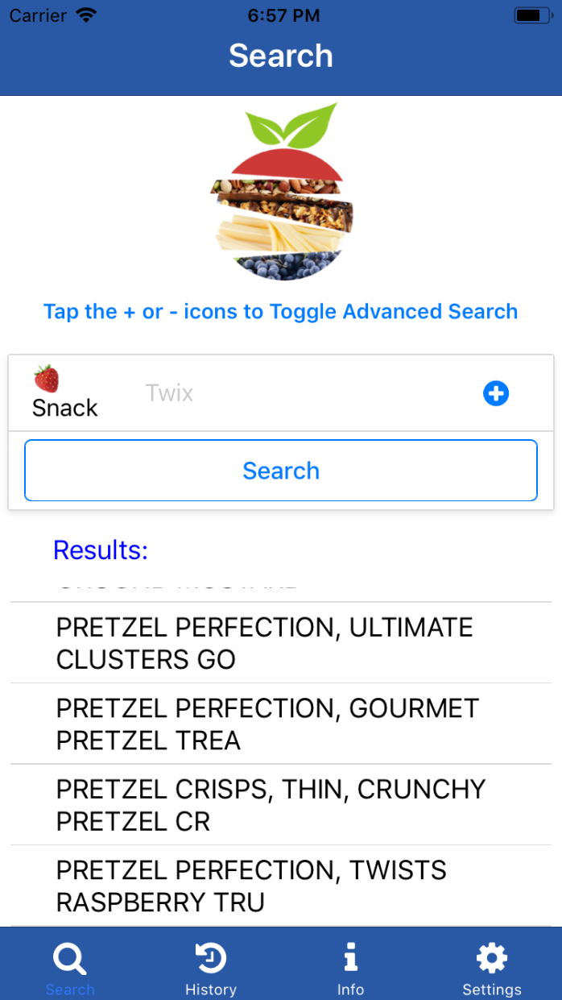 Carrier 6:57 PM
Search
Tap the + or - icons to Toggle Advanced Search
Snack
Twix
Search
Results:
PRETZEL PERFECTION, ULTIMATE
CLUSTERS GO
PRETZEL PERFECTION, GOURMET
PRETZEL TREA
PRETZEL CRISPS, THIN, CRUNCHY
PRETZEL CR
PRETZEL PERFECTION, TWISTS
RASPBERRY TRU
Search History Info Settings